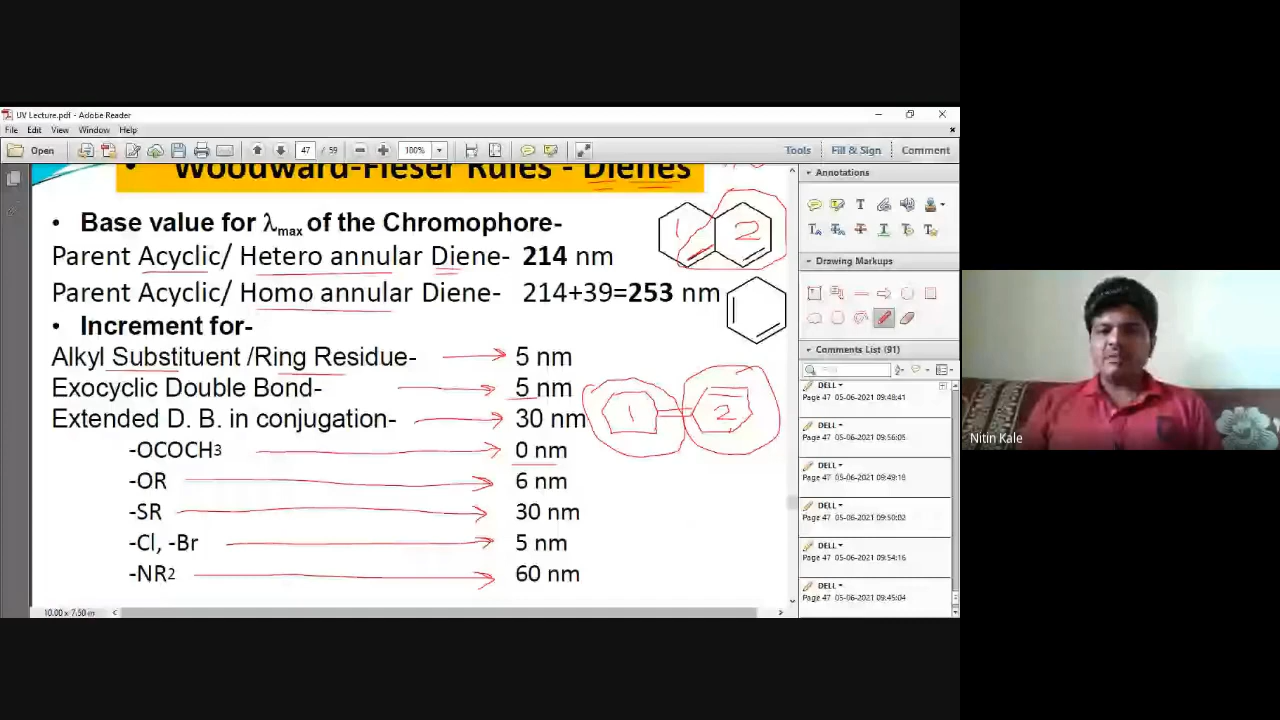 UV Lecture.pdf - Adobe Reader
File Edit View Window Help
Open 47 / 59 100% Tools Fill & Sign Comment
• Woodward-Fieser Rules - Dienes
• Base value for λmax of the Chromophore-
Parent Acyclic/ Hetero annular Diene- 214 nm
Parent Acyclic/ Homo annular Diene- 214+39=253 nm
• Increment for-
Alkyl Substituent /Ring Residue- 5 nm
Exocyclic Double Bond- 5 nm
Extended D. B. in conjugation- 30 nm
-OCOCH3 0 nm
-OR 6 nm
-SR 30 nm
-Cl, -Br 5 nm
-NR2 60 nm
1 2
1 2
10.00 x 7.50 in
Annotations
Drawing Markups
Comments List (91)
DELL
Page 47 05-06-2021 09:48:41
DELL
Page 47 05-06-2021 09:56:05
DELL
Page 47 05-06-2021 09:49:18
DELL
Page 47 05-06-2021 09:50:02
DELL
Page 47 05-06-2021 09:54:16
DELL
Page 47 05-06-2021 09:45:04
Nitin Kale